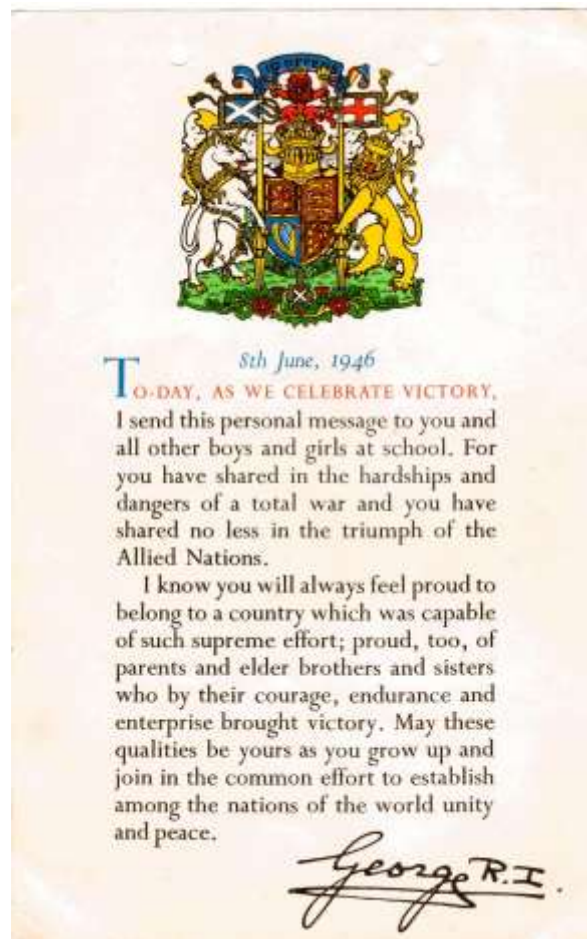 IN DEFENS
8th June, 1946
TO-DAY, AS WE CELEBRATE VICTORY,
I send this personal message to you and
all other boys and girls at school. For
you have shared in the hardships and
dangers of a total war and you have
shared no less in the triumph of the
Allied Nations.
I know you will always feel proud to
belong to a country which was capable
of such supreme effort; proud, too, of
parents and elder brothers and sisters
who by their courage, endurance and
enterprise brought victory. May these
qualities be yours as you grow up and
join in the common effort to establish
among the nations of the world unity
and peace.
George R.I.